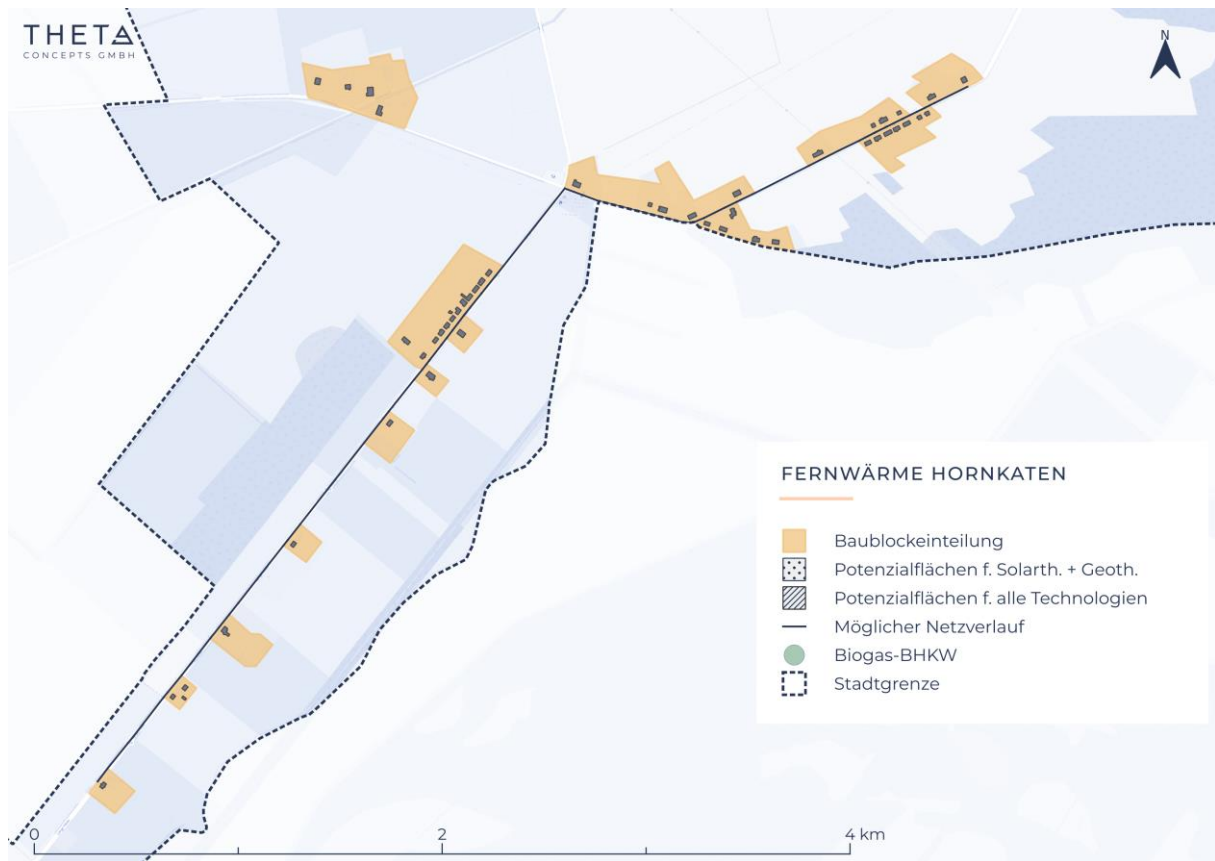 THETA
CONCEPTS GMBH
N
FERNWÄRME HORNKATEN
Baublockeinteilung
Potenzialflächen f. Solarth. + Geoth.
Potenzialflächen f. alle Technologien
Möglicher Netzverlauf
Biogas-BHKW
Stadtgrenze
0 2 4 km